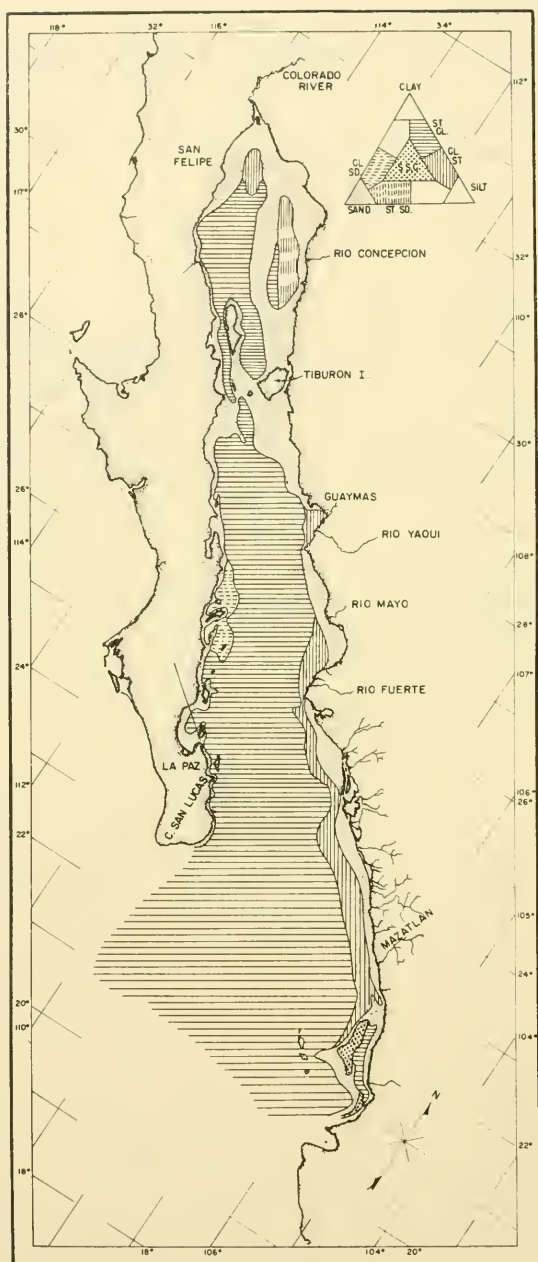 118°
32°
116°
114°
34°
112°
COLORADO
RIVER
CLAY
ST
CL.
CL
ST
CL
SD.
S.S.C.
SILT
SAND
ST SD.
30°
SAN
FELIPE
117°
RIO CONCEPCION
32°
26°
110°
TIBURON I.
30°
26°
GUAYMAS
114°
RIO YAQUI
108°
RIO MAYO
28°
24°
107°
RIO FUERTE
LA PAZ
106°
112°
C. SAN LUCAS
26°
22°
105°
MAZATLAN
24°
20°
110°
104°
N
22°
18°
18°
106°
104°
20°